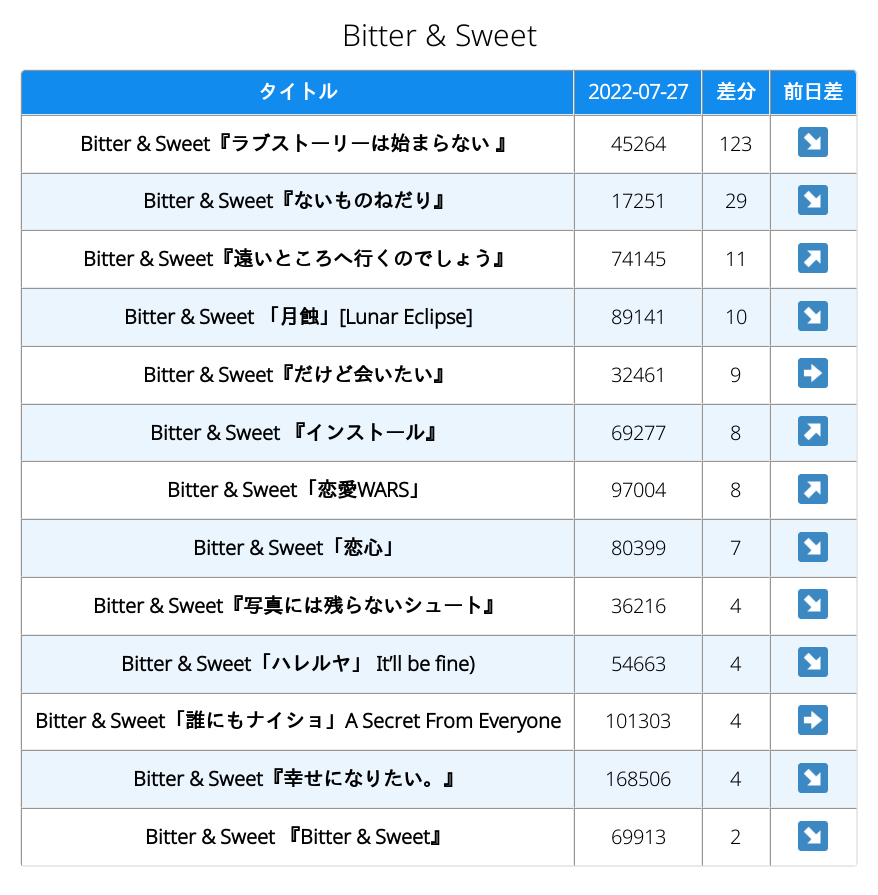 Bitter & Sweet
タイトル 2022-07-27 差分 前日差
Bitter & Sweet『ラブストーリーは始まらない 』 45264 123 ↘
Bitter & Sweet『ないものねだり』 17251 29 ↘
Bitter & Sweet『遠いところへ行くのでしょう』 74145 11 ↗
Bitter & Sweet 「月蝕」[Lunar Eclipse] 89141 10 ↘
Bitter & Sweet『だけど会いたい』 32461 9 ➡
Bitter & Sweet 『インストール』 69277 8 ↗
Bitter & Sweet「恋愛WARS」 97004 8 ↗
Bitter & Sweet「恋心」 80399 7 ↘
Bitter & Sweet『写真には残らないシュート』 36216 4 ↘
Bitter & Sweet「ハレルヤ」 It'll be fine) 54663 4 ↘
Bitter & Sweet「誰にもナイショ」A Secret From Everyone 101303 4 ➡
Bitter & Sweet『幸せになりたい。』 168506 4 ↘
Bitter & Sweet 『Bitter & Sweet』 69913 2 ↘